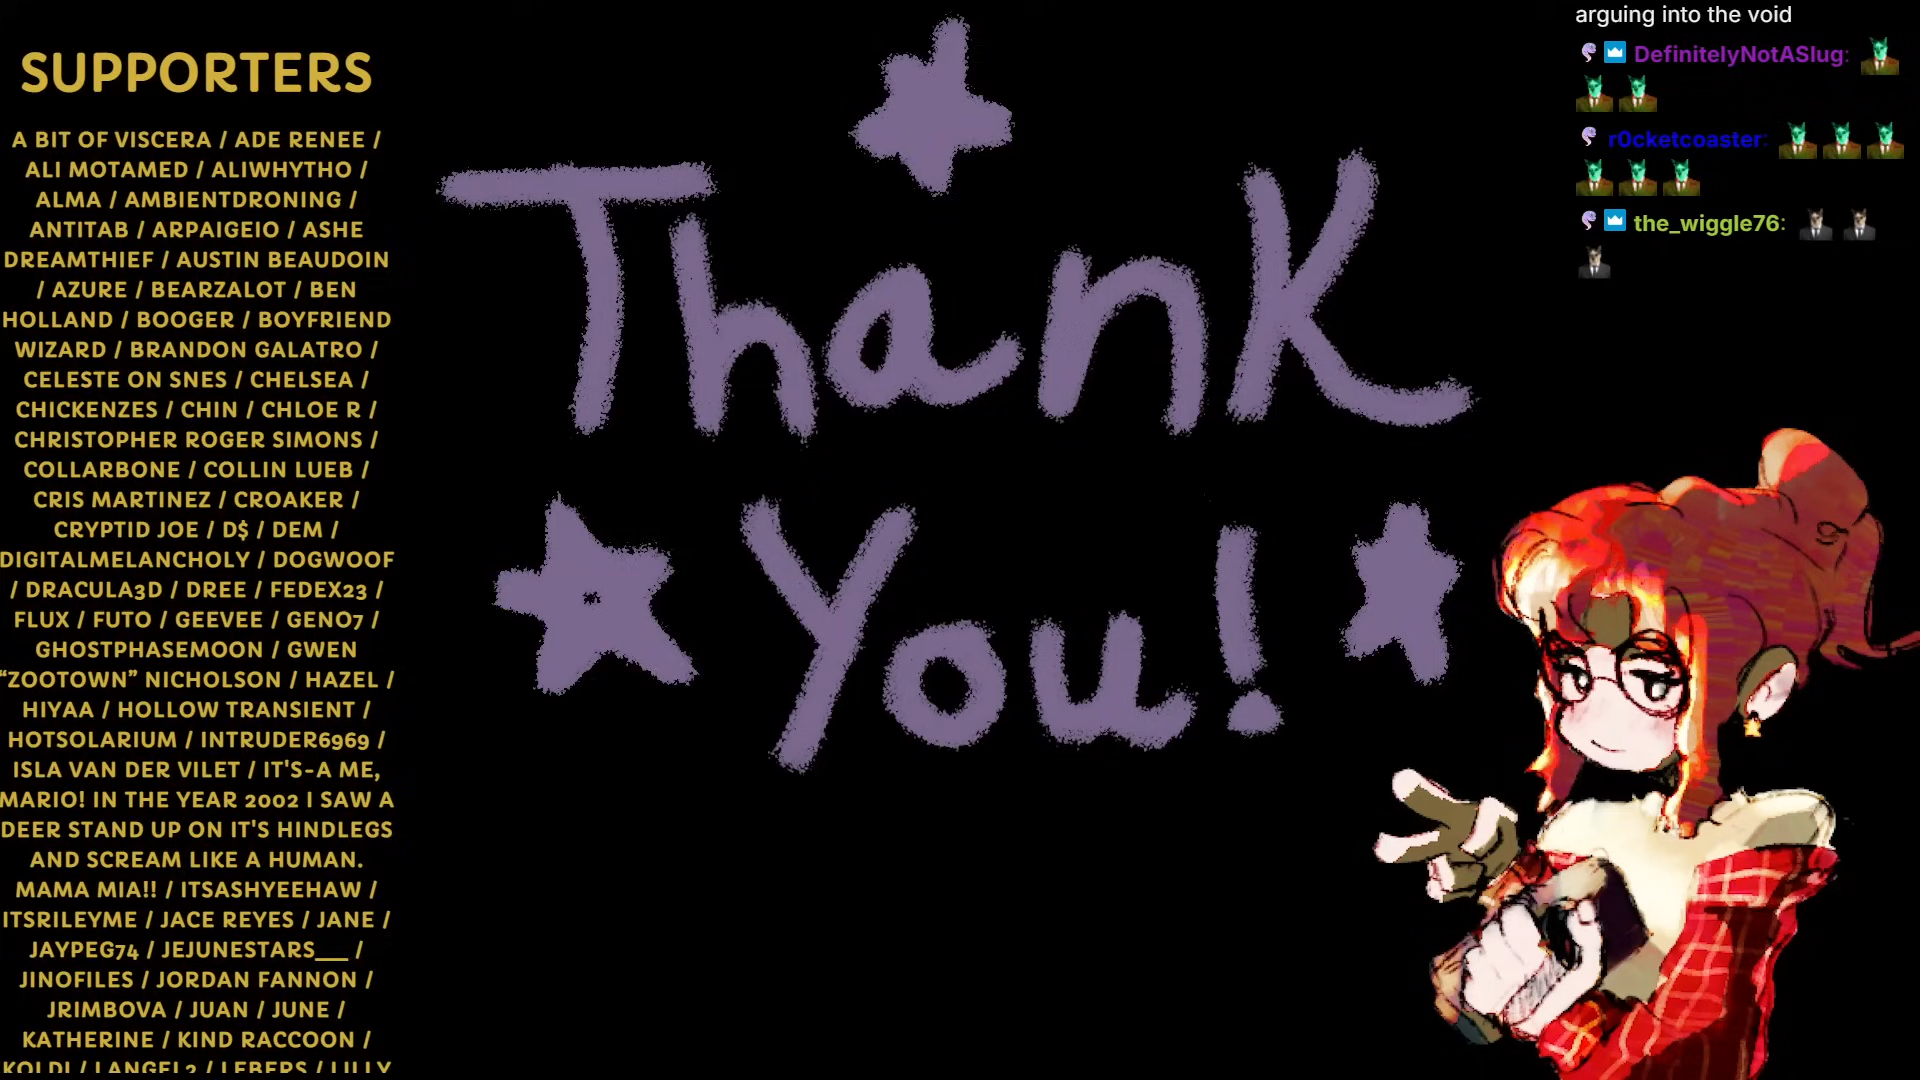 SUPPORTERS
A BIT OF VISCERA / ADE RENEE /
ALI MOTAMED / ALIWHYTHO /
ALMA / AMBIENTDRONING /
ANTITAB / ARPAIGEIO / ASHE
DREAMTHIEF / AUSTIN BEAUDOIN
/ AZURE / BEARZALOT / BEN
HOLLAND / BOOGER / BOYFRIEND
WIZARD / BRANDON GALATRO /
CELESTE ON SNES / CHELSEA /
CHICKENZES / CHIN / CHLOE R /
CHRISTOPHER ROGER SIMONS /
COLLARBONE / COLLIN LUEB /
CRIS MARTINEZ / CROAKER /
CRYPTID JOE / D$ / DEM /
DIGITALMELANCHOLY / DOGWOOF
/ DRACULA3D / DREE / FEDEX23 /
FLUX / FUTO / GEEVEE / GENO7 /
GHOSTPHASEMOON / GWEN
“ZOOTOWN” NICHOLSON / HAZEL /
HIYAA / HOLLOW TRANSIENT /
HOTSOLARIUM / INTRUDER6969 /
ISLA VAN DER VILET / IT'S-A ME,
MARIO! IN THE YEAR 2002 I SAW A
DEER STAND UP ON IT'S HINDLEGS
AND SCREAM LIKE A HUMAN.
MAMA MIA!! / ITSASHYEEHAW /
ITSRILEYME / JACE REYES / JANE /
JAYPEG74 / JEJUNESTARS__ /
JINOFILES / JORDAN FANNON /
JRIMBOVA / JUAN / JUNE /
KATHERINE / KIND RACCOON /
KOLDI / LANGEL2 / LEBERS / LILLY
Thank
You!
arguing into the void
DefinitelyNotASlug:
r0cketcoaster:
the_wiggle76: